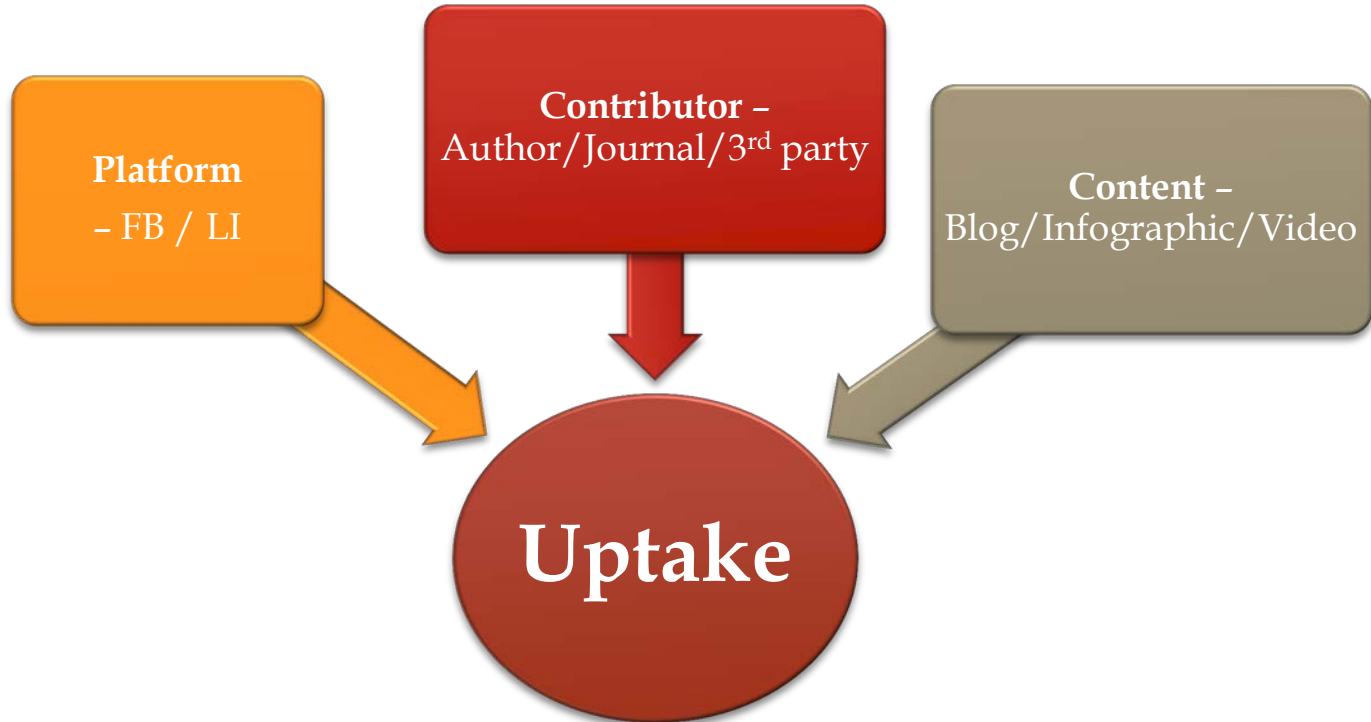 Platform
– FB / LI
Contributor –
Author/Journal/3rd party
Content –
Blog/Infographic/Video
Uptake